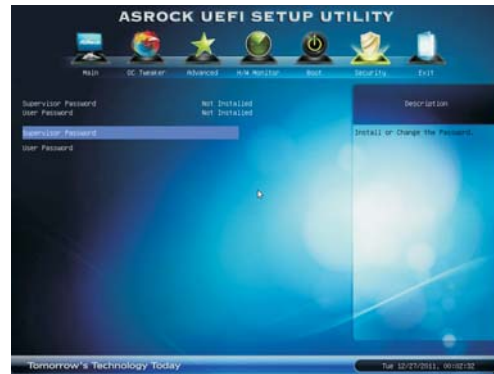 ASROCK UEFI SETUP UTILITY
Main OC Tweaker Advanced H/W Monitor Boot Security Exit
Supervisor Password Not Installed
User Password Not Installed
Supervisor Password
User Password
Description
Install or Change the Password.
Tomorrow's Technology Today
Tue 12/27/2011, 00:02:32